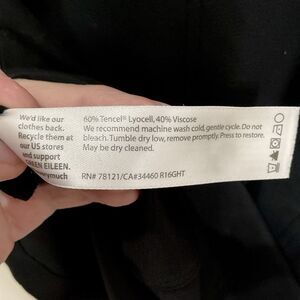 We'd like our
clothes back.
Recycle them at
our US stores
and support
GREEN EILEEN.
60% Tencel® Lyocell, 40% Viscose
We recommend machine wash cold, gentle cycle. Do not
bleach. Tumble dry low, remove promptly. Press to restore.
May be dry cleaned.
RN# 78121/CA#34460 R16GHT